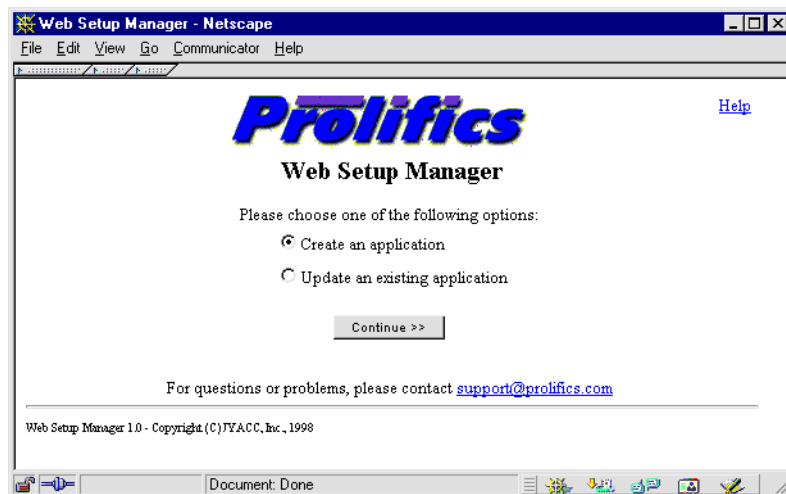 Web Setup Manager - Netscape
File Edit View Go Communicator Help
Prolifics
Help
Web Setup Manager
Please choose one of the following options:
Create an application
Update an existing application
Continue >>
For questions or problems, please contact support@prolifics.com
Web Setup Manager 1.0 - Copyright (C) JYACC, Inc., 1998
Document: Done